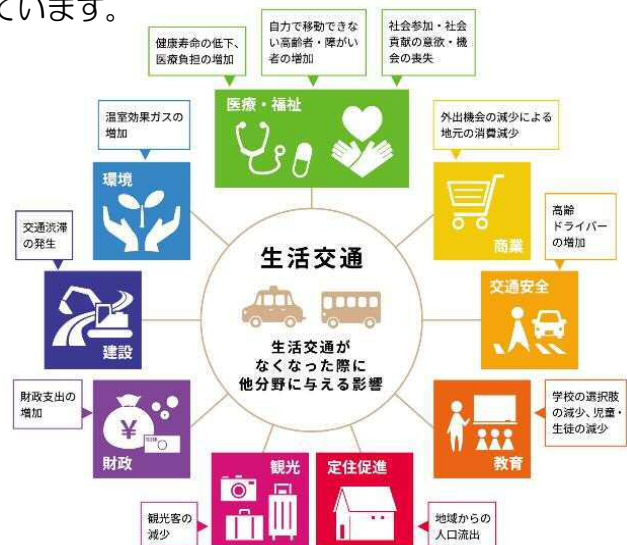 ています。
健康寿命の低下、
医療負担の増加
自力で移動できな
い高齢者・障がい
者の増加
社会参加・社会
貢献の意欲・機
会の喪失
医療・福祉
温室効果ガスの
増加
環境
外出機会の減少による
地元の消費減少
商業
交通渋滞
の発生
建設
生活交通
生活交通が
なくなった際に
他分野に与える影響
高齢
ドライバー
の増加
交通安全
財政支出の
増加
¥
財政
学校の選択肢
の減少、児童・
生徒の減少
教育
観光
観光客の
減少
定住促進
地域からの
人口流出